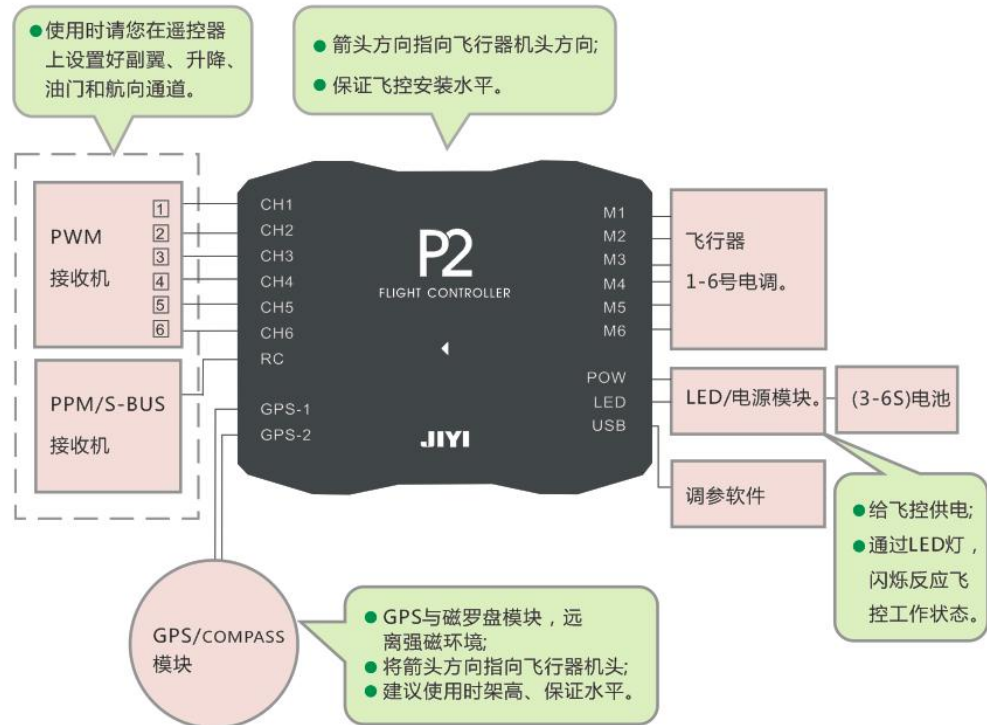 ●使用时请您在遥控器
上设置好副翼、升降、
油门和航向通道。
● 箭头方向指向飞行器机头方向;
● 保证飞控安装水平。
PWM
接收机
1
2
3
4
5
6
PPM/S-BUS
接收机
CH1
CH2
CH3
CH4
CH5
CH6
RC
GPS-1
GPS-2
P2
FLIGHT CONTROLLER
JIYI
M1
M2
M3
M4
M5
M6
POW
LED
USB
飞行器
1-6号电调。
LED/电源模块。
(3-6S)电池
调参软件
●给飞控供电;
●通过LED灯，
闪烁反应飞
控工作状态。
GPS/COMPASS
模块
● GPS与磁罗盘模块，远
离强磁环境;
● 将箭头方向指向飞行器机头;
● 建议使用时架高、保证水平。